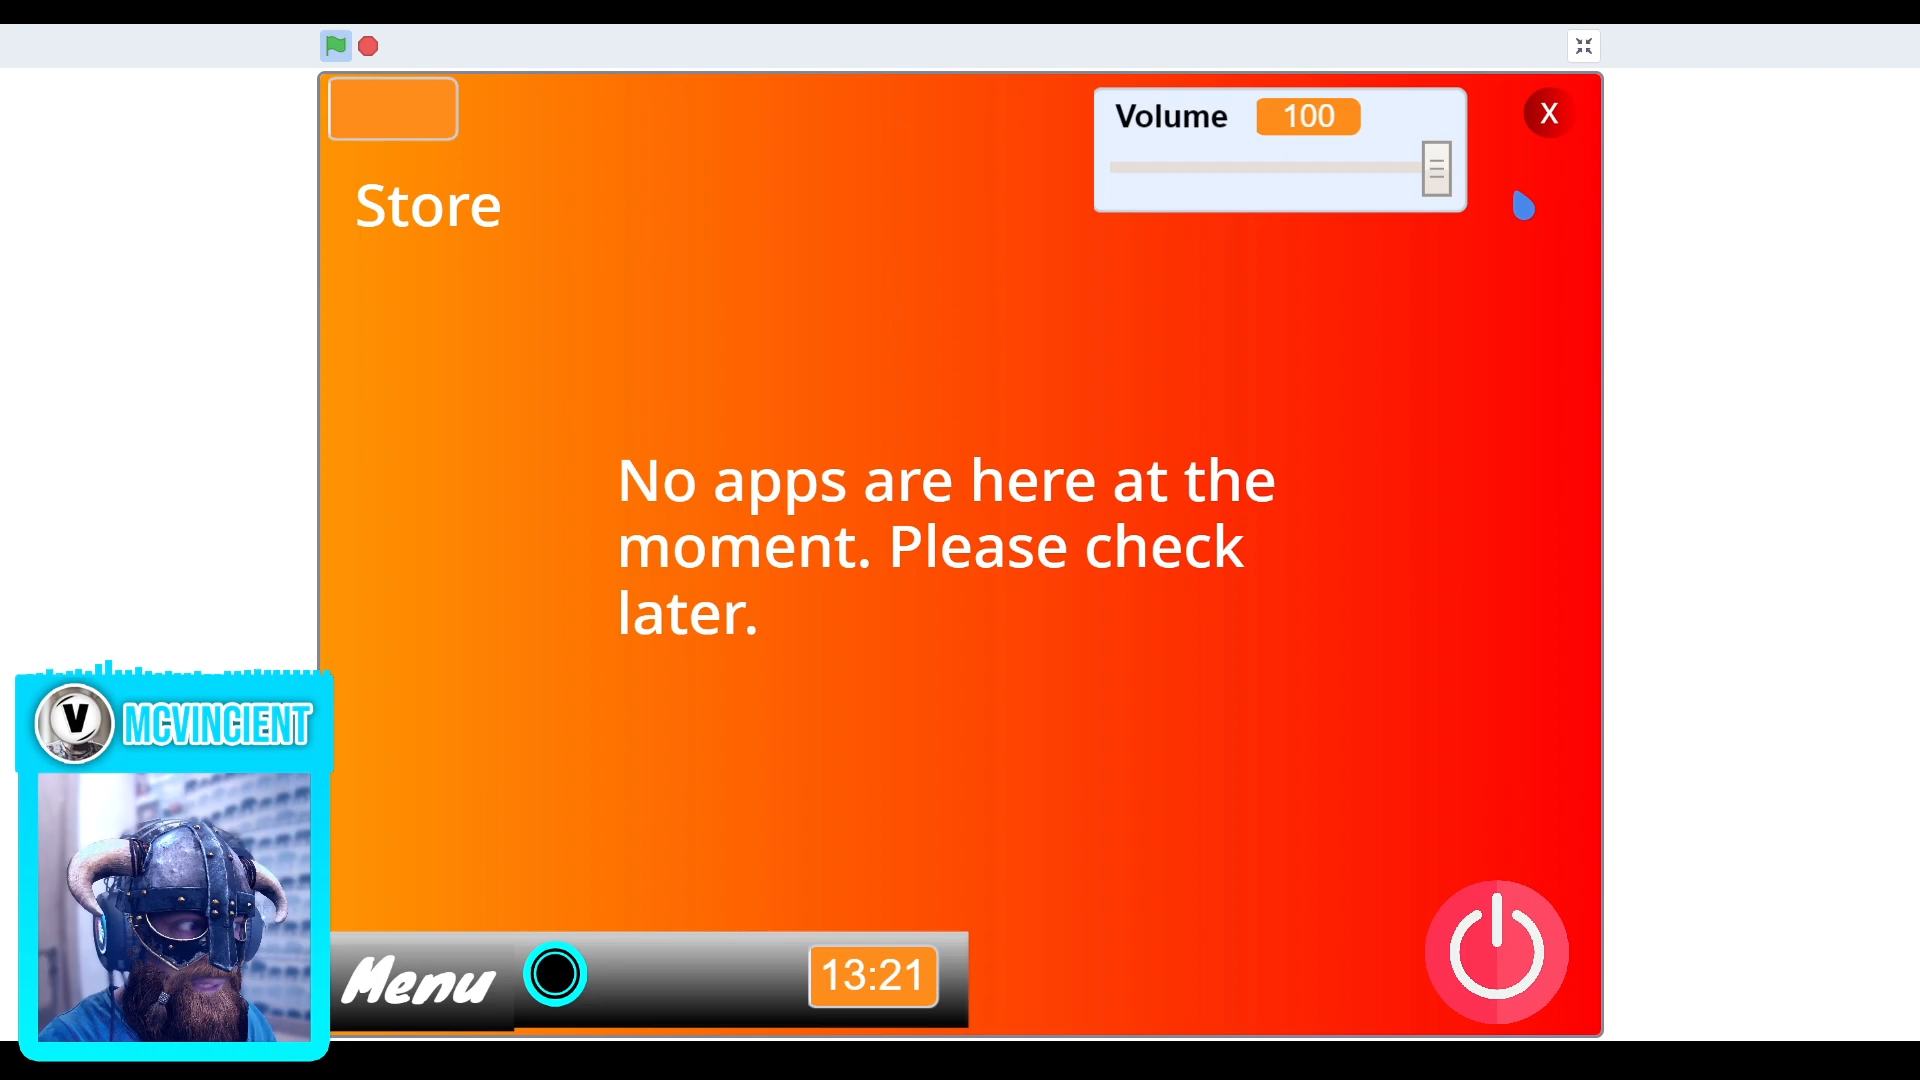 Volume 100
X
Store
No apps are here at the
moment. Please check
later.
V MCVINCIENT
Menu
13:21